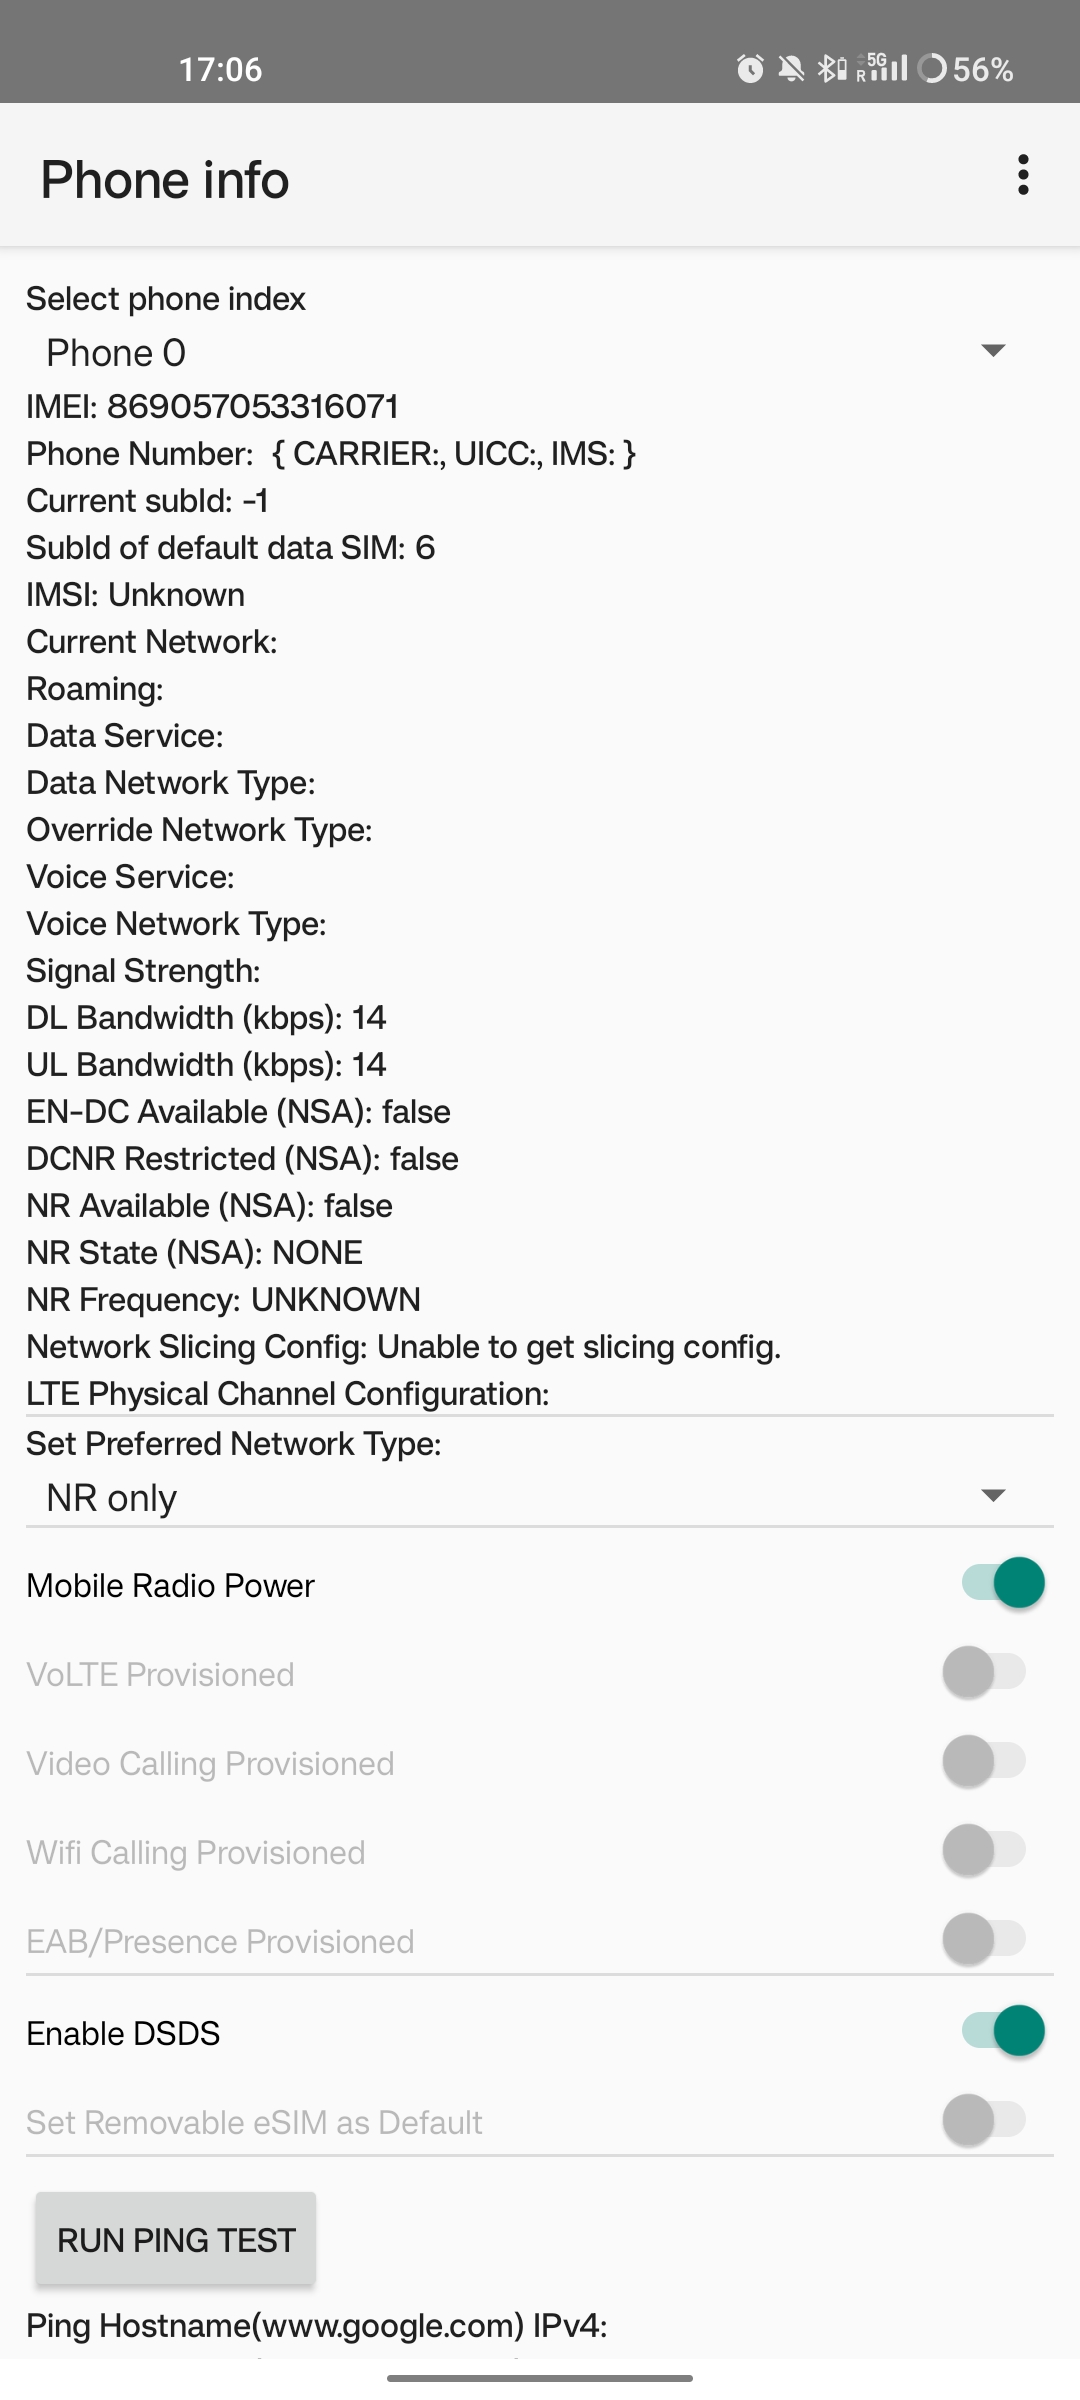 17:06 5G R 56%
Phone info
Select phone index
Phone 0
IMEI: 869057053316071
Phone Number: { CARRIER:, UICC:, IMS: }
Current subId: -1
SubId of default data SIM: 6
IMSI: Unknown
Current Network:
Roaming:
Data Service:
Data Network Type:
Override Network Type:
Voice Service:
Voice Network Type:
Signal Strength:
DL Bandwidth (kbps): 14
UL Bandwidth (kbps): 14
EN-DC Available (NSA): false
DCNR Restricted (NSA): false
NR Available (NSA): false
NR State (NSA): NONE
NR Frequency: UNKNOWN
Network Slicing Config: Unable to get slicing config.
LTE Physical Channel Configuration:
Set Preferred Network Type:
NR only
Mobile Radio Power
VoLTE Provisioned
Video Calling Provisioned
Wifi Calling Provisioned
EAB/Presence Provisioned
Enable DSDS
Set Removable eSIM as Default
RUN PING TEST
Ping Hostname(www.google.com) IPv4: